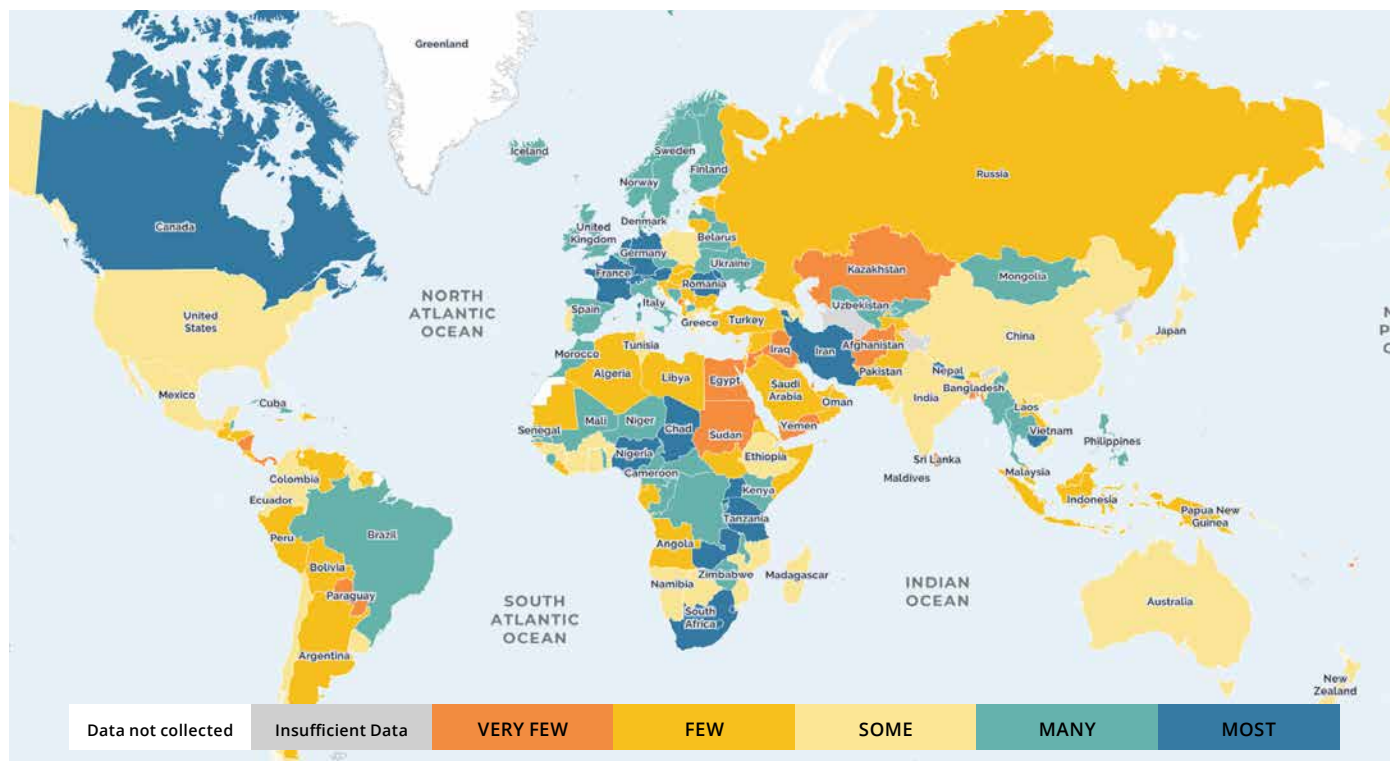 Greenland
Iceland
Sweden
Finland
Norway
Russia
Canada
United
Kingdom
Denmark
Belarus
Germany
Ukraine
France
Romania
Kazakhstan
Mongolia
NORTH
ATLANTIC
OCEAN
Spain
Italy
Greece
Turkey
Uzbekistan
United
States
China
Japan
Morocco
Tunisia
Iraq
Iran
Afghanistan
Algeria
Libya
Egypt
Saudi
Arabia
Pakistan
Nepal
Bangladesh
Mexico
Cuba
Oman
India
Laos
Senegal
Mali
Niger
Chad
Sudan
Yemen
Vietnam
Philippines
Nigeria
Ethiopia
Sri Lanka
Colombia
Cameroon
Maldives
Malaysia
Ecuador
Kenya
Indonesia
Tanzania
Papua New
Guinea
Peru
Brazil
Angola
Bolivia
Namibia
Zimbabwe
Madagascar
INDIAN
OCEAN
Paraguay
SOUTH
ATLANTIC
OCEAN
South
Africa
Australia
Argentina
New
Zealand
Data not collected
Insufficient Data
VERY FEW
FEW
SOME
MANY
MOST